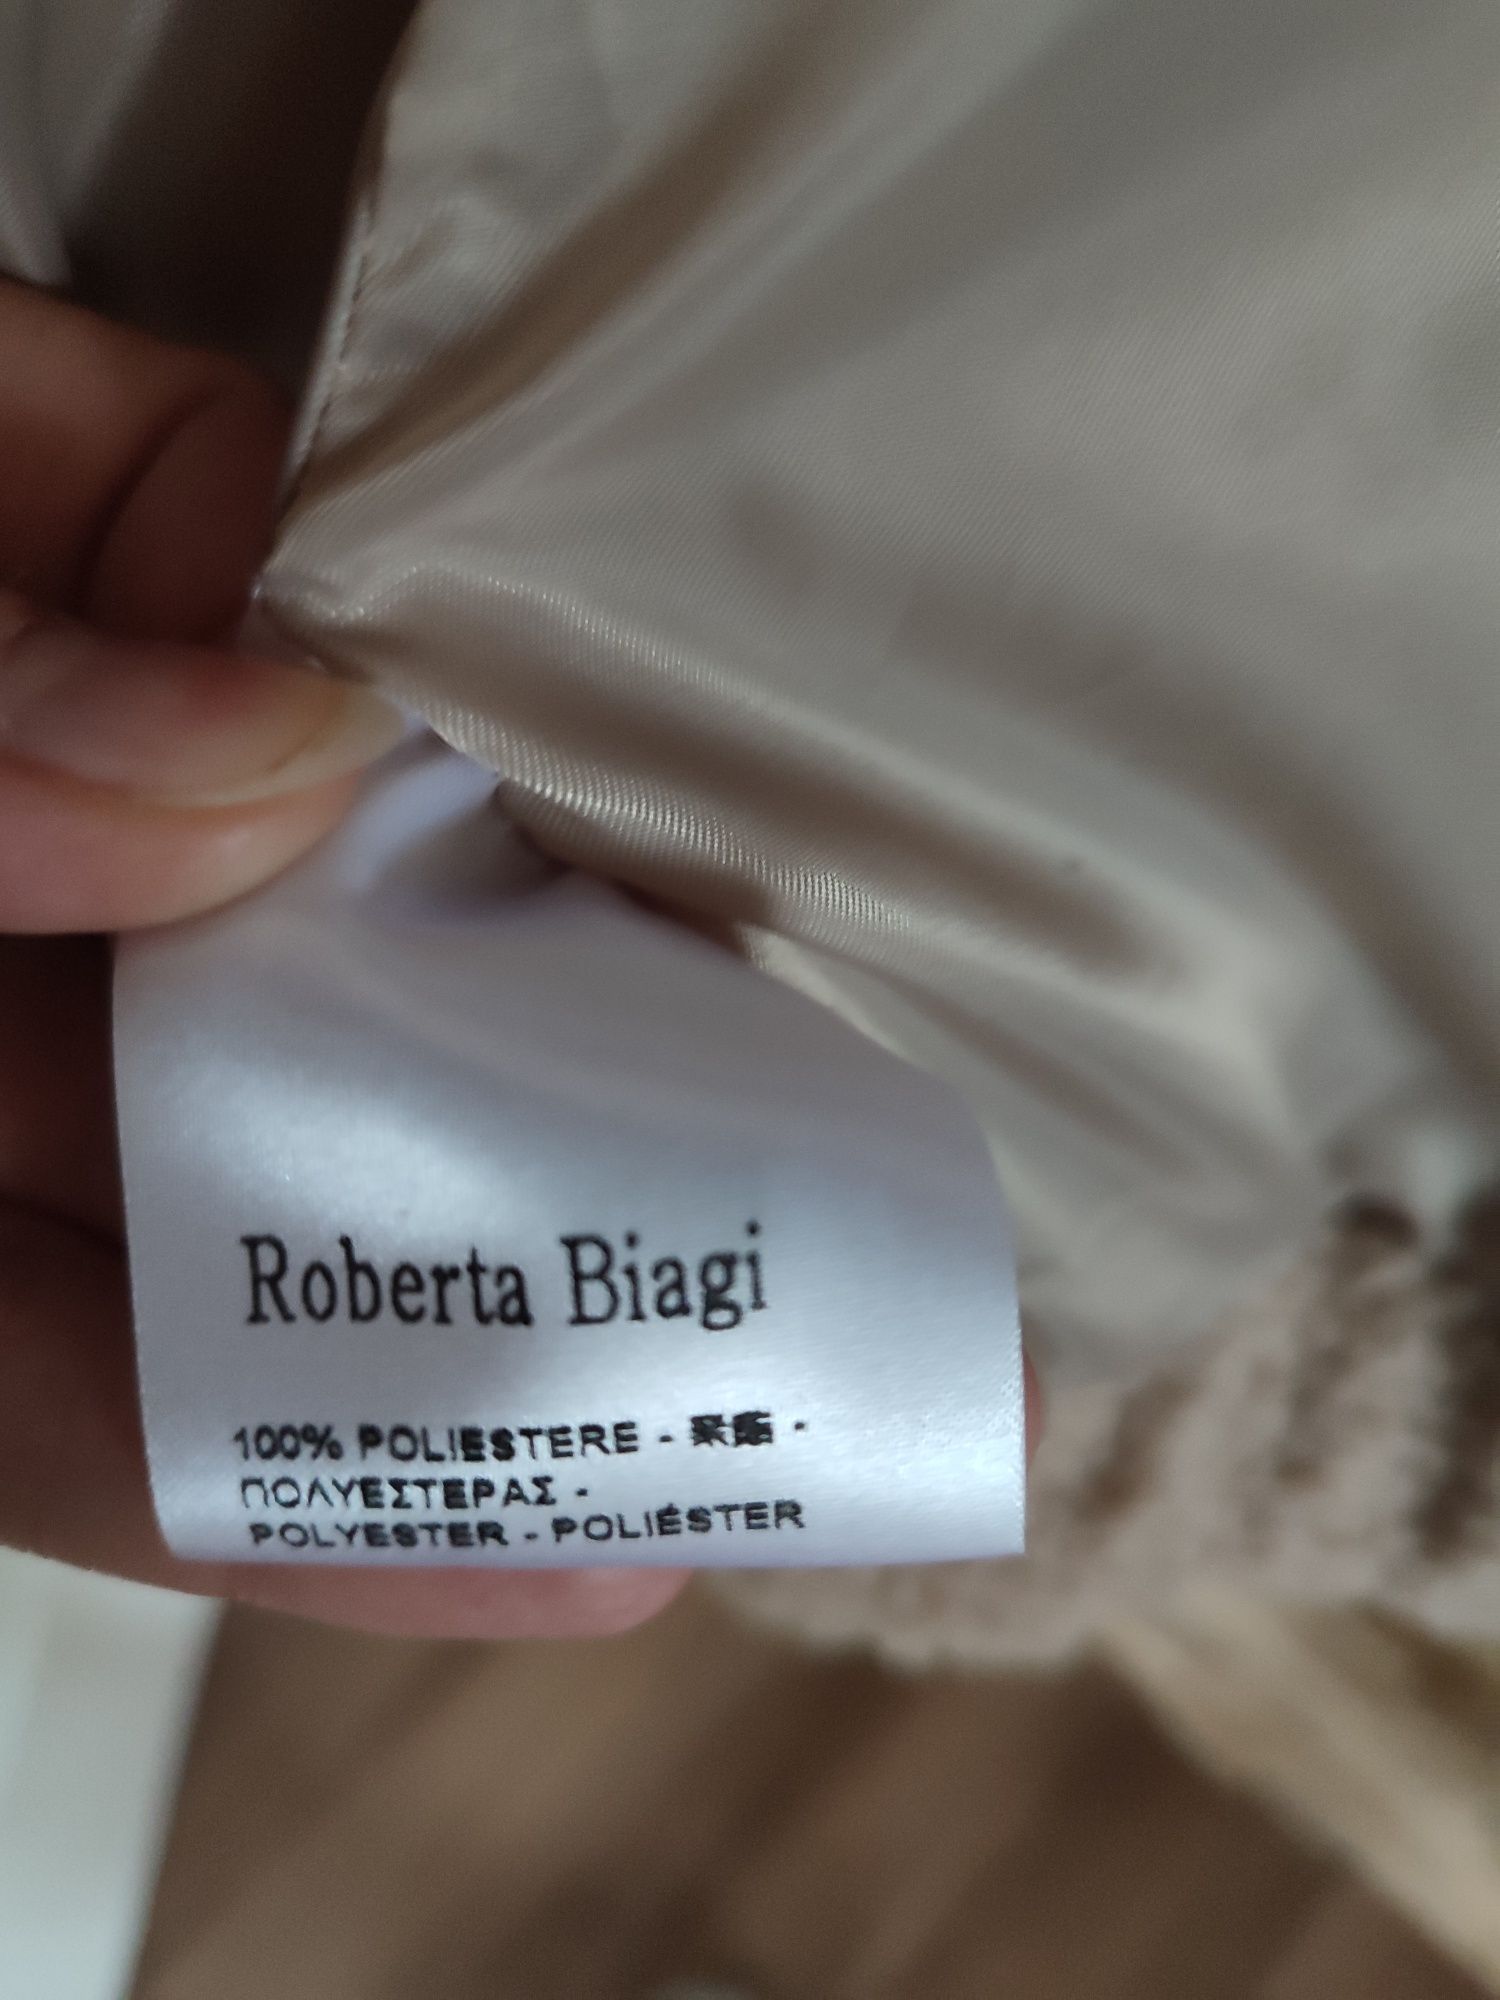 Roberta Biagi
100% POLIESTERE - 聚酯 -
ΠΟΛΥΕΣΤΕΡΑΣ -
POLYESTER - POLIÉSTER